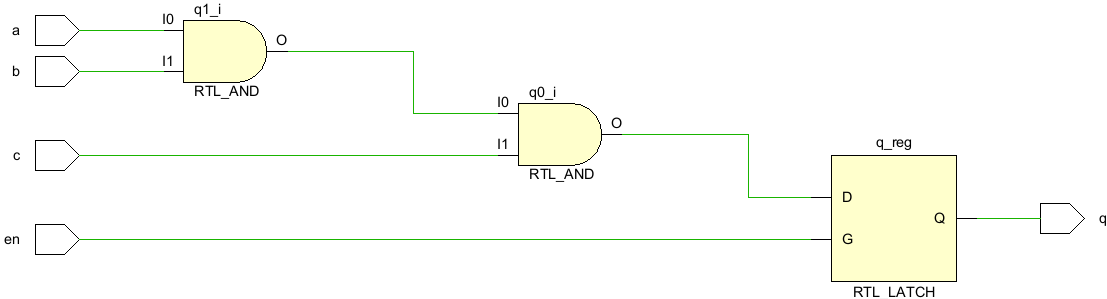 q1_i
a
I0
O
b
I1
RTL_AND
q0_i
I0
O
c
I1
RTL_AND
q_reg
D
Q
q
en
G
RTL_LATCH